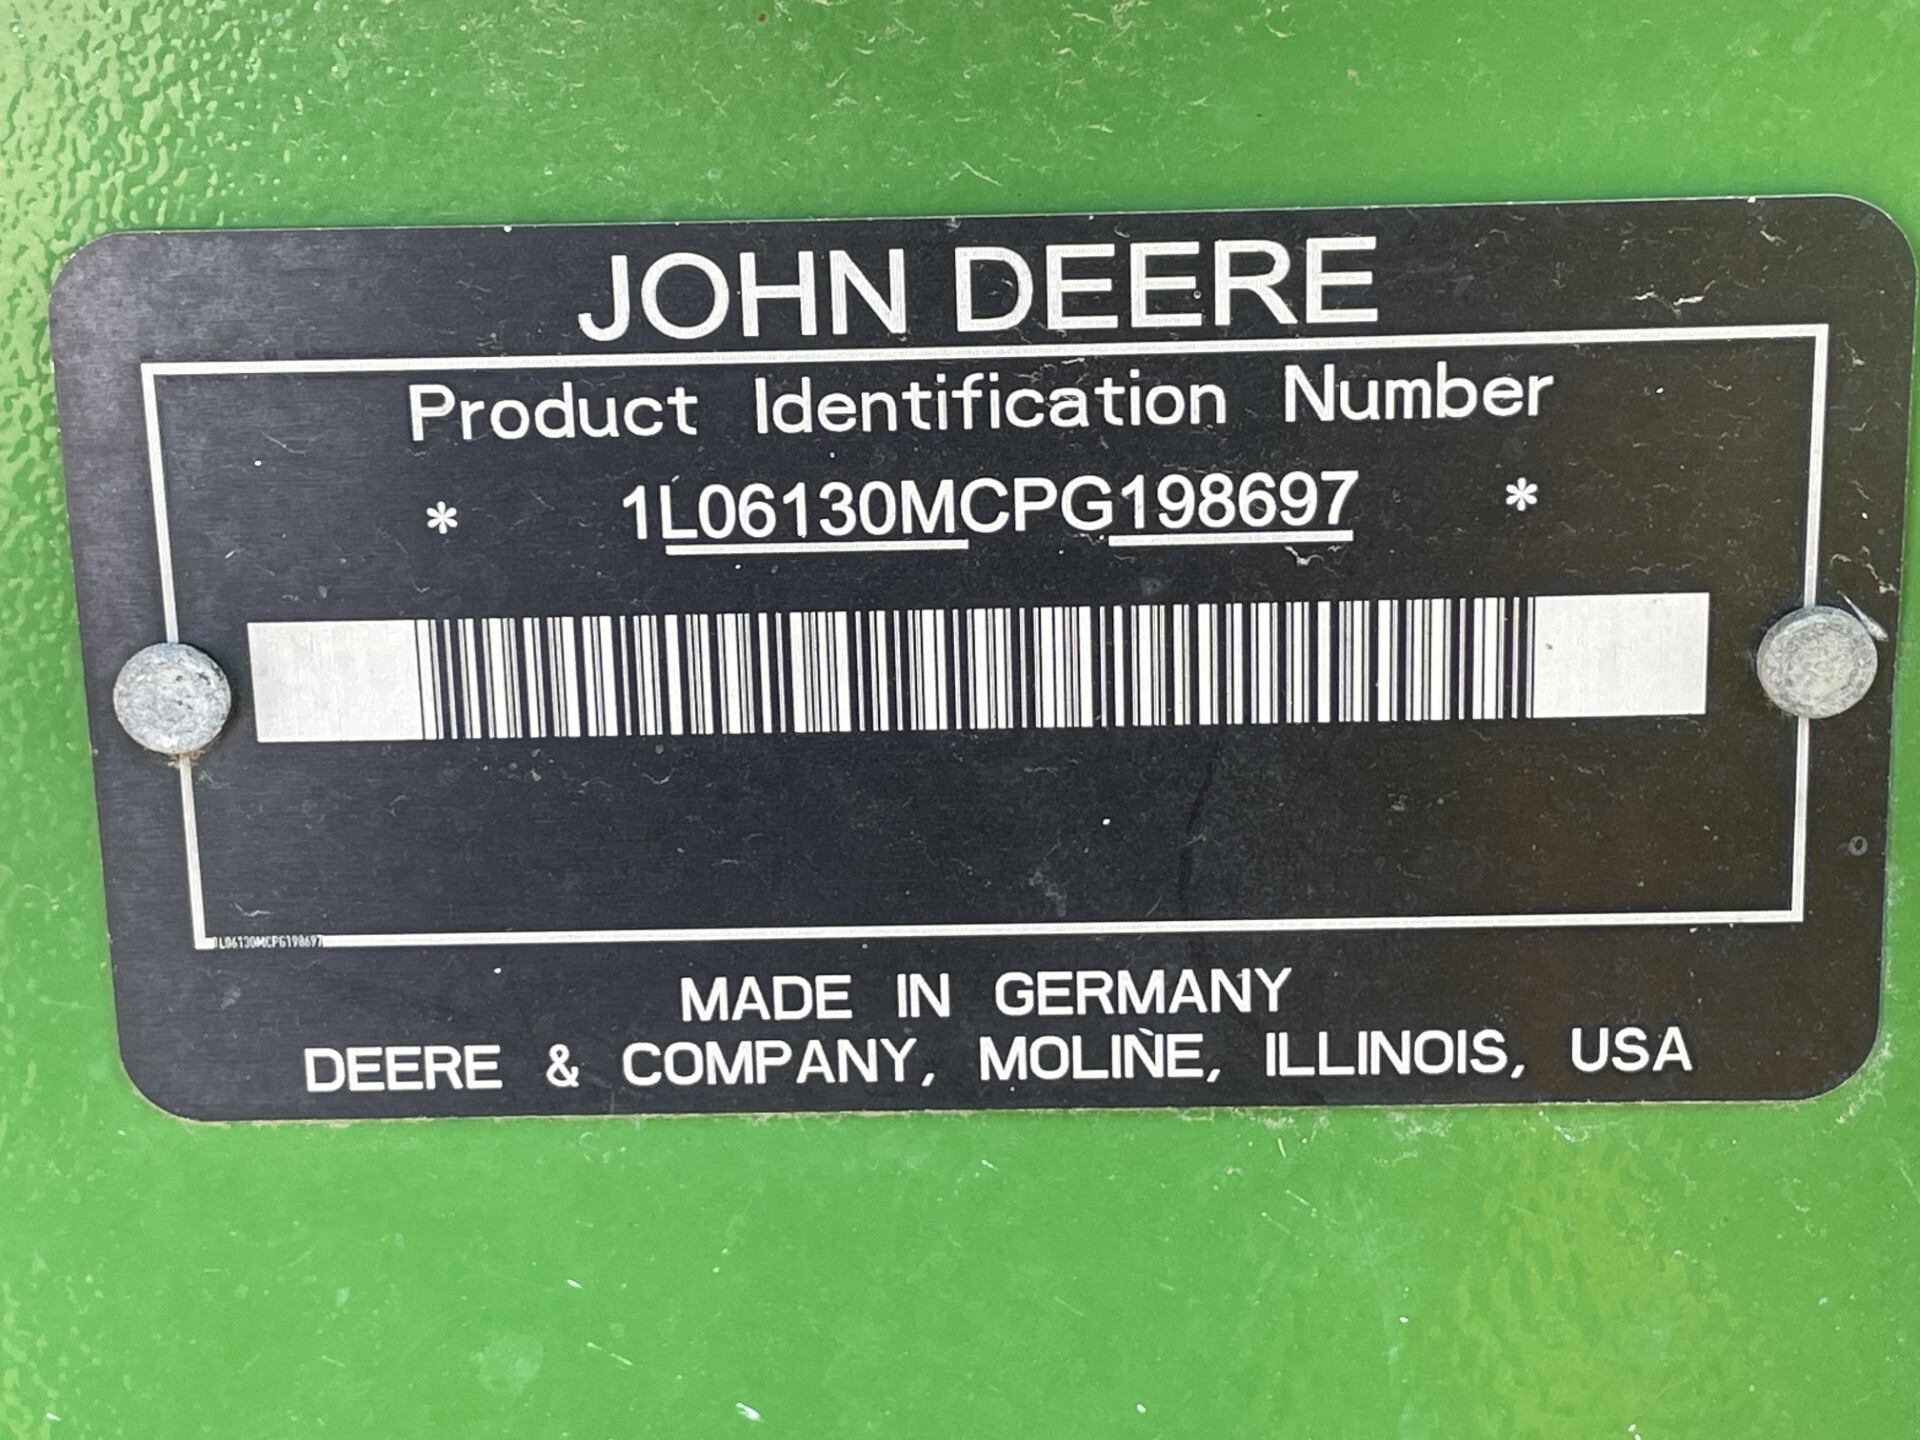 JOHN DEERE
Product Identification Number
* 1L06130MCPG198697 *
1L06130MCPG198697
MADE IN GERMANY
DEERE & COMPANY, MOLINE, ILLINOIS, USA